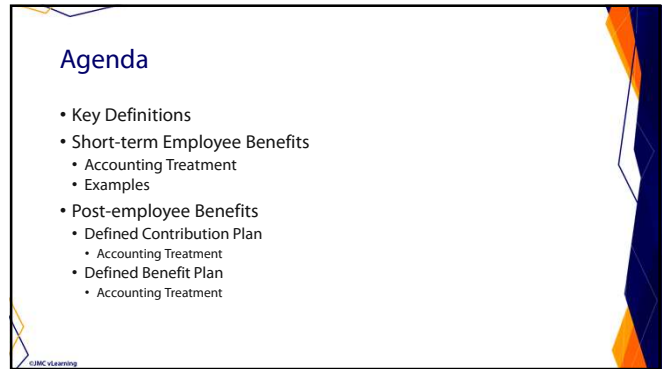 Agenda
• Key Definitions
• Short-term Employee Benefits
• Accounting Treatment
• Examples
• Post-employee Benefits
• Defined Contribution Plan
• Accounting Treatment
• Defined Benefit Plan
• Accounting Treatment
©JMC vLearning